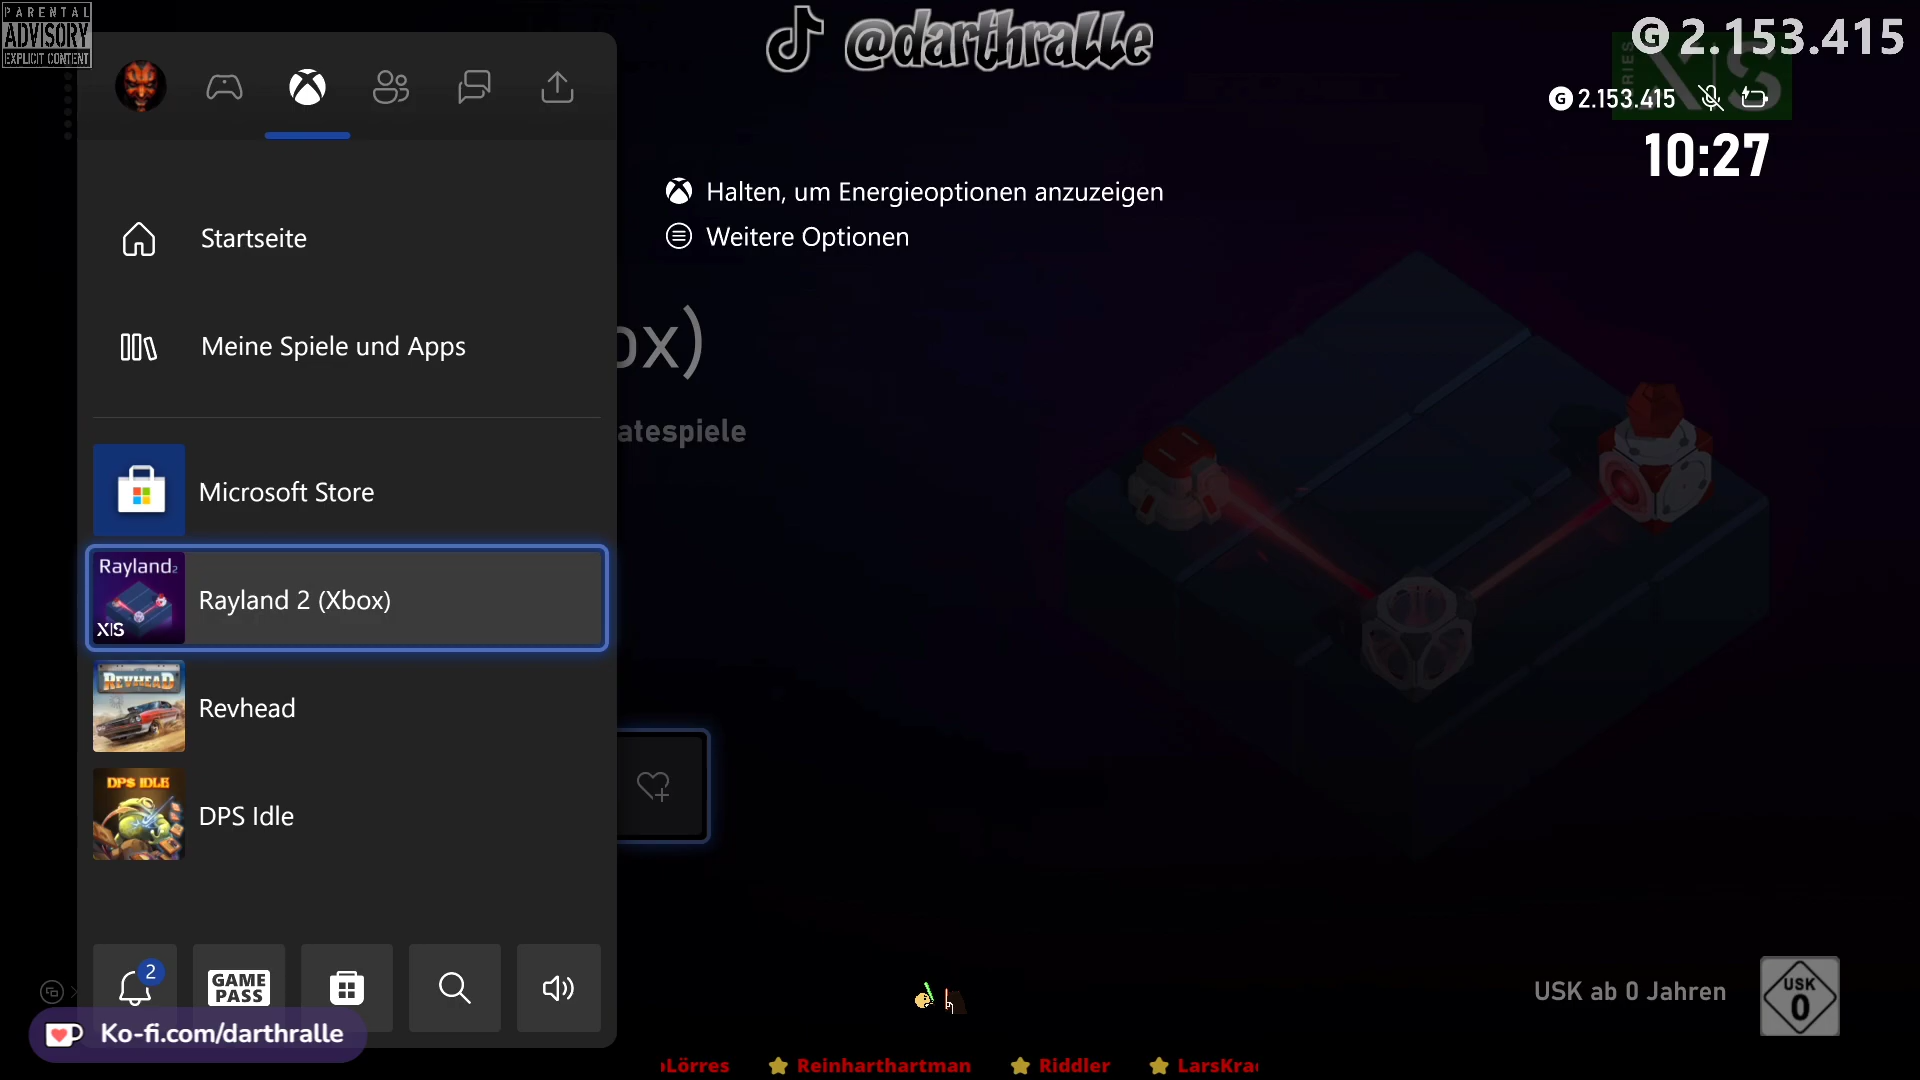 PARENTAL
ADVISORY
EXPLICIT CONTENT
@darthralle
G 2.153.415
G 2.153.415
SERIES X|S
10:27
Halten, um Energieoptionen anzuzeigen
Weitere Optionen
Startseite
Meine Spiele und Apps
box)
atespiele
Microsoft Store
Rayland2
X|S
Rayland 2 (Xbox)
REVHEAD
Revhead
DPS IDLE
DPS Idle
2
GAME
PASS
USK ab 0 Jahren
USK
0
Ko-fi.com/darthralle
Lörres
Reinharthartman
Riddler
LarsKra